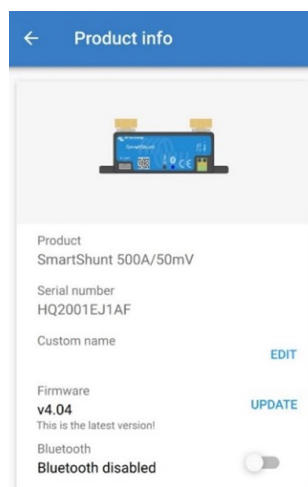 Product info
SmartShunt
Product
SmartShunt 500A/50mV
Serial number
HQ2001EJ1AF
Custom name
EDIT
Firmware
v4.04
UPDATE
This is the latest version!
Bluetooth
Bluetooth disabled